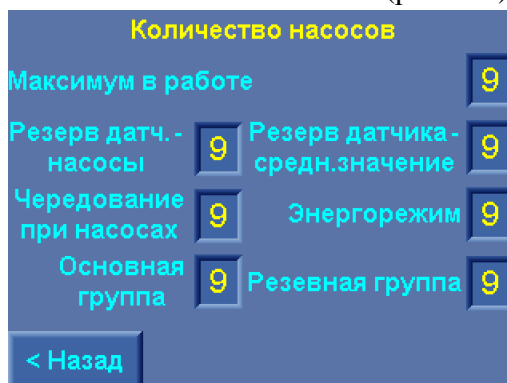 Количество насосов
Максимум в работе 9
Резерв датч. - 9 Резерв датчика - 9
насосы средн.значение
Чередование 9 Энергорежим 9
при насосах
Основная 9 Резевная группа 9
группа
< Назад